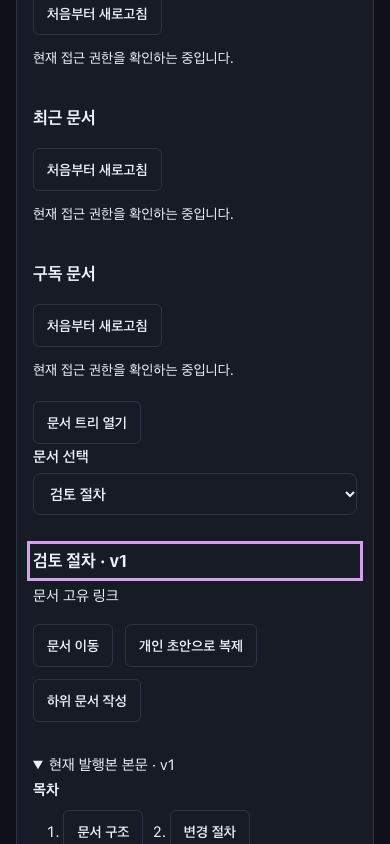 처음부터 새로고침
현재 접근 권한을 확인하는 중입니다.
최근 문서
처음부터 새로고침
현재 접근 권한을 확인하는 중입니다.
구독 문서
처음부터 새로고침
현재 접근 권한을 확인하는 중입니다.
문서 트리 열기
문서 선택
검토 절차
검토 절차 · v1
문서 고유 링크
문서 이동 개인 초안으로 복제
하위 문서 작성
▼ 현재 발행본 본문 · v1
목차
1. 문서 구조 2. 변경 절차